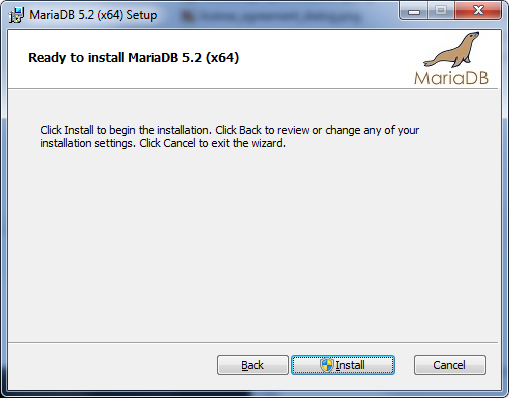 MariaDB 5.2 (x64) Setup
license_agreement_dialog.png
Ready to install MariaDB 5.2 (x64)
MariaDB
Click Install to begin the installation. Click Back to review or change any of your
installation settings. Click Cancel to exit the wizard.
Back
Install
Cancel